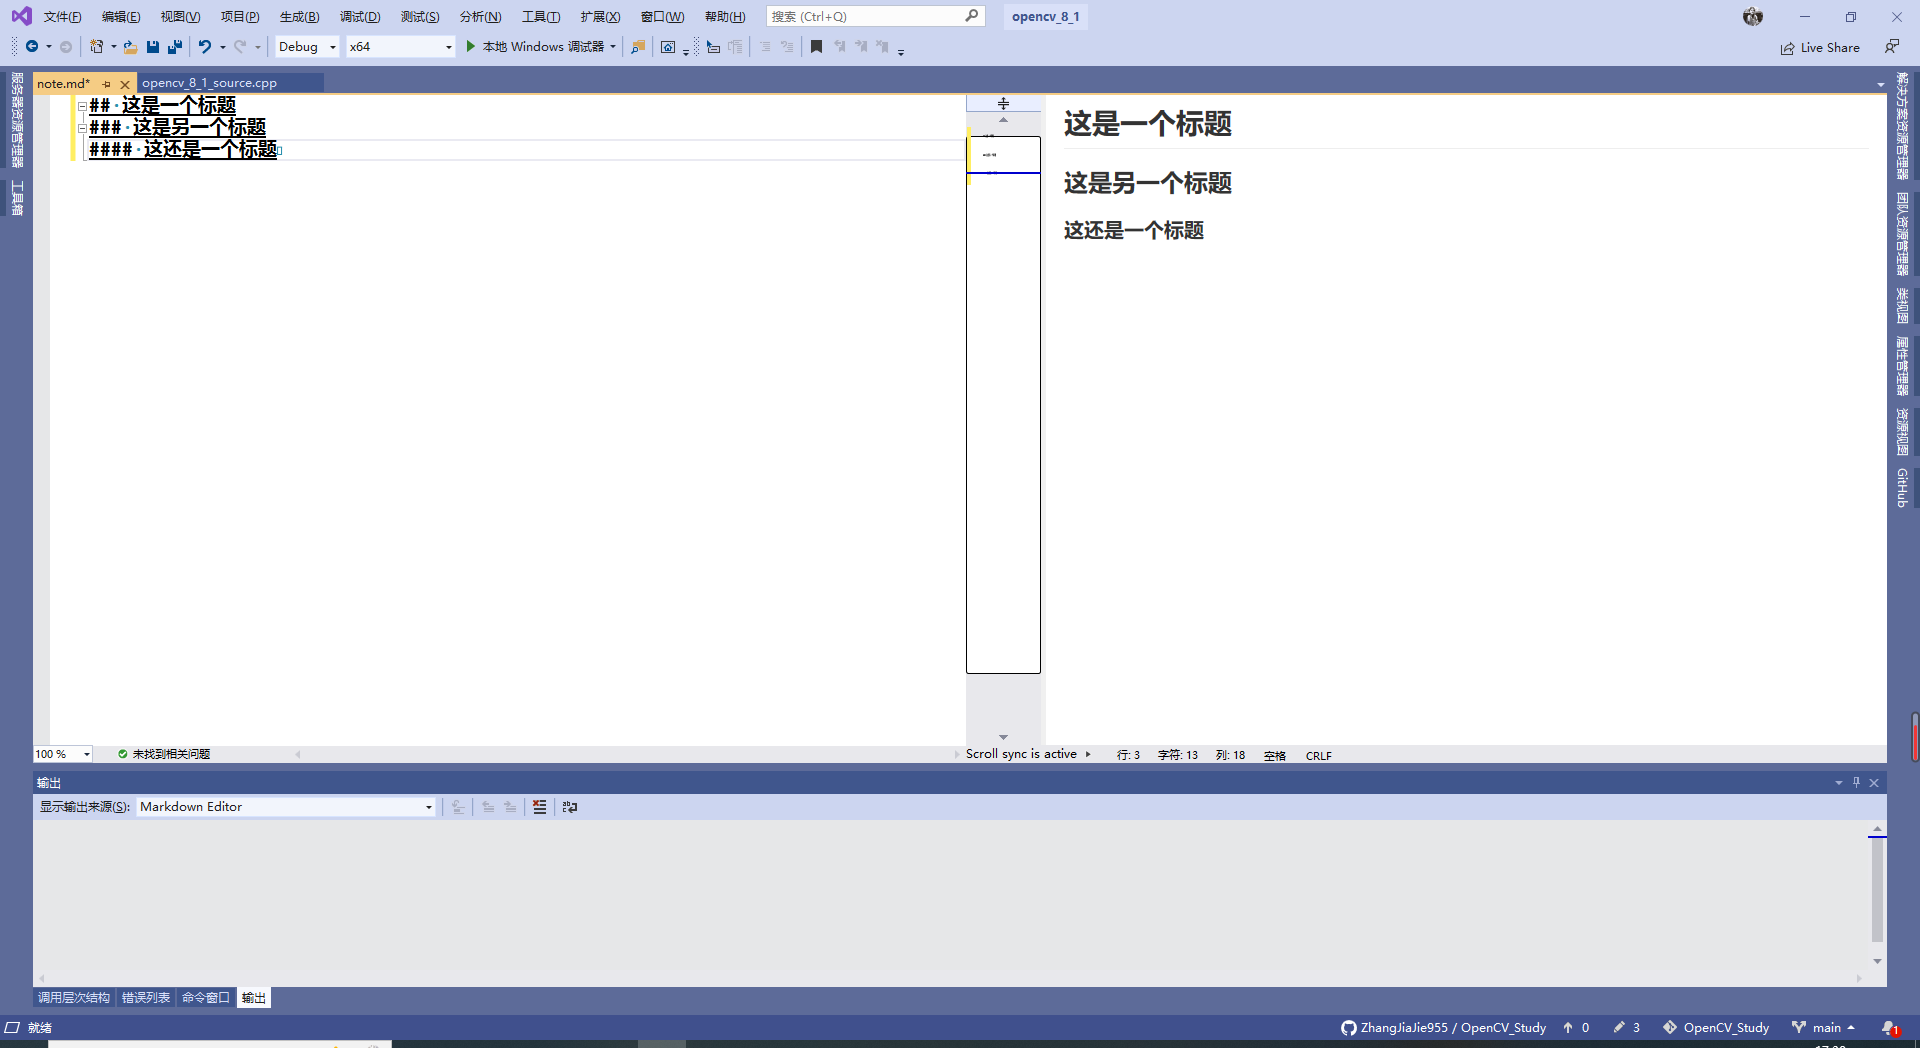 文件(F) 编辑(E) 视图(V) 项目(P) 生成(B) 调试(D) 测试(S) 分析(N) 工具(T) 扩展(X) 窗口(W) 帮助(H) 搜索 (Ctrl+Q) opencv_8_1
Debug x64 本地 Windows 调试器 Live Share
服务器资源管理器
工具箱
note.md* opencv_8_1_source.cpp
## 这是一个标题
### 这是另一个标题
#### 这还是一个标题
这是一个标题
这是另一个标题
这还是一个标题
解决方案资源管理器
团队资源管理器
类视图
属性管理器
资源视图
GitHub
100 % 未找到相关问题 Scroll sync is active 行: 3 字符: 13 列: 18 空格 CRLF
输出
显示输出来源(S): Markdown Editor
调用层次结构 错误列表 命令窗口 输出
就绪 ZhangJiaJie955 / OpenCV_Study 0 3 OpenCV_Study main 1